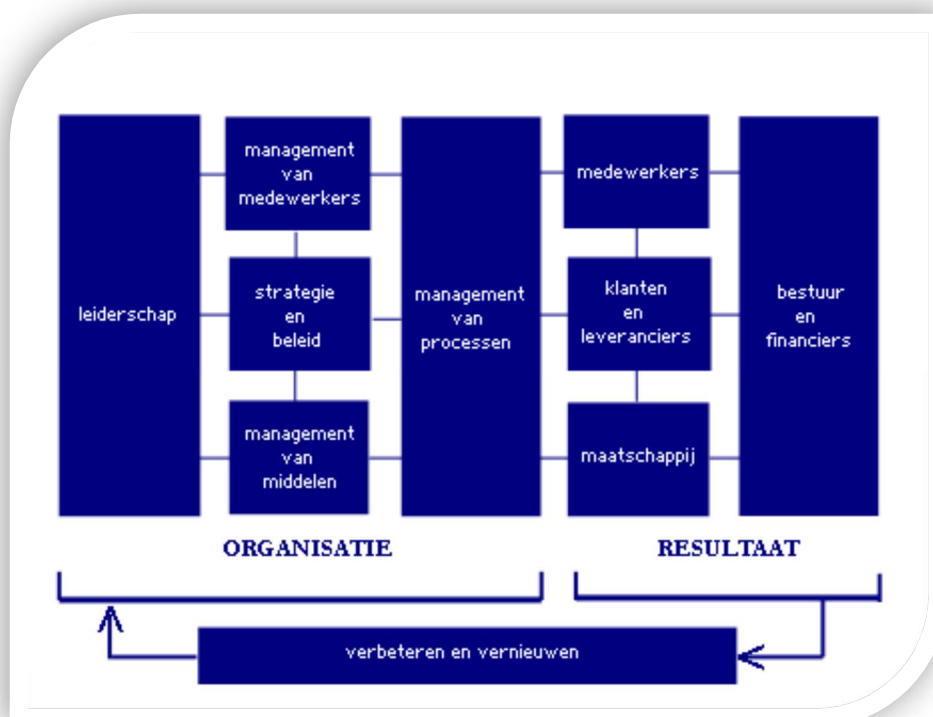 leiderschap
management
van
medewerkers
strategie
en
beleid
management
van
middelen
management
van
processen
medewerkers
klanten
en
leveranciers
maatschappij
bestuur
en
financiers
ORGANISATIE
RESULTAAT
verbeteren en vernieuwen